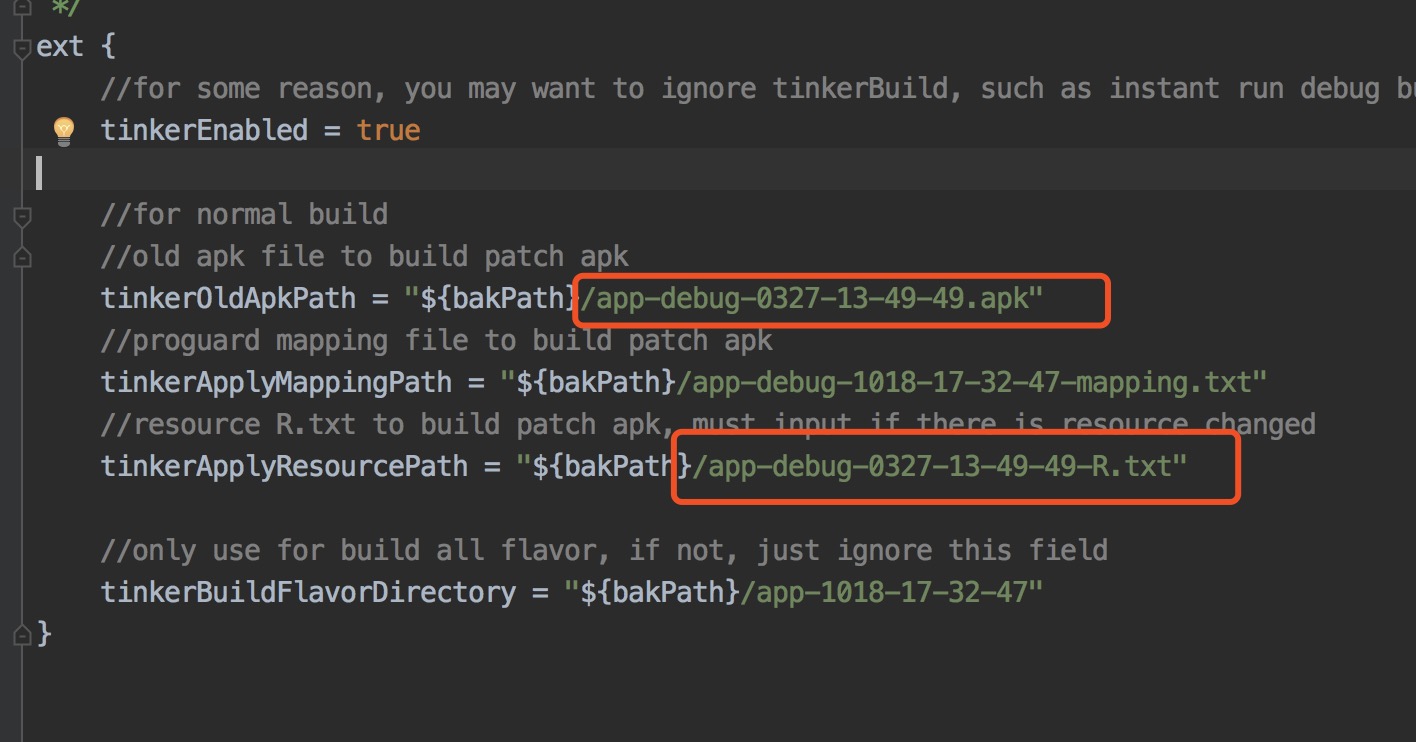 */
ext {
//for some reason, you may want to ignore tinkerBuild, such as instant run debug bu
tinkerEnabled = true
//for normal build
//old apk file to build patch apk
tinkerOldApkPath = "${bakPath}/app-debug-0327-13-49-49.apk"
//proguard mapping file to build patch apk
tinkerApplyMappingPath = "${bakPath}/app-debug-1018-17-32-47-mapping.txt"
//resource R.txt to build patch apk, must input if there is resource changed
tinkerApplyResourcePath = "${bakPath}/app-debug-0327-13-49-49-R.txt"
//only use for build all flavor, if not, just ignore this field
tinkerBuildFlavorDirectory = "${bakPath}/app-1018-17-32-47"
}